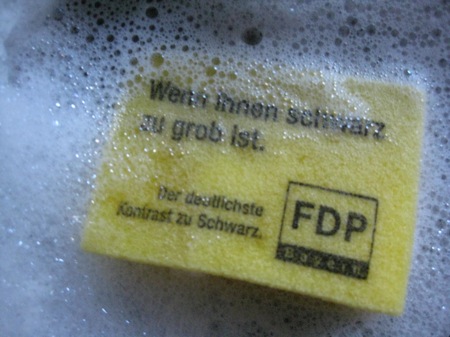 Wenn Ihnen schwarz
zu grob ist.
Der deutlichste
Kontrast zu Schwarz.
FDP
Bayern